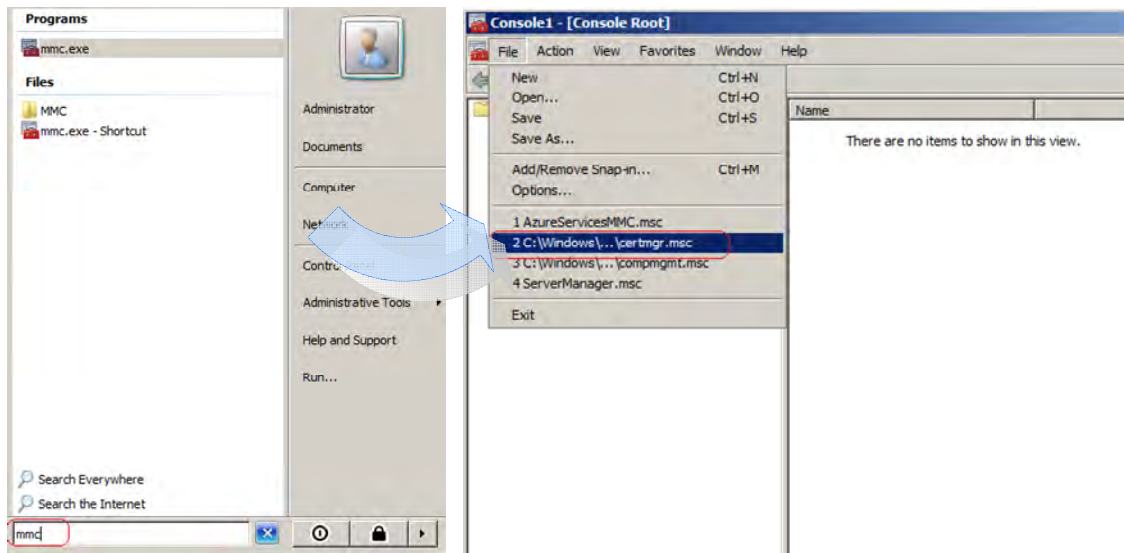 Programs
mmc.exe
Files
MMC
mmc.exe - Shortcut
Search Everywhere
Search the Internet
mmc
Administrator
Documents
Computer
Network
Control Panel
Administrative Tools
Help and Support
Run...
Console1 - [Console Root]
File Action View Favorites Window Help
New Ctrl+N
Open... Ctrl+O
Save Ctrl+S
Save As...
Add/Remove Snap-in... Ctrl+M
Options...
1 AzureServicesMMC.msc
2 C:\Windows\...\certmgr.msc
3 C:\Windows\...\compmgmt.msc
4 ServerManager.msc
Exit
Name
There are no items to show in this view.